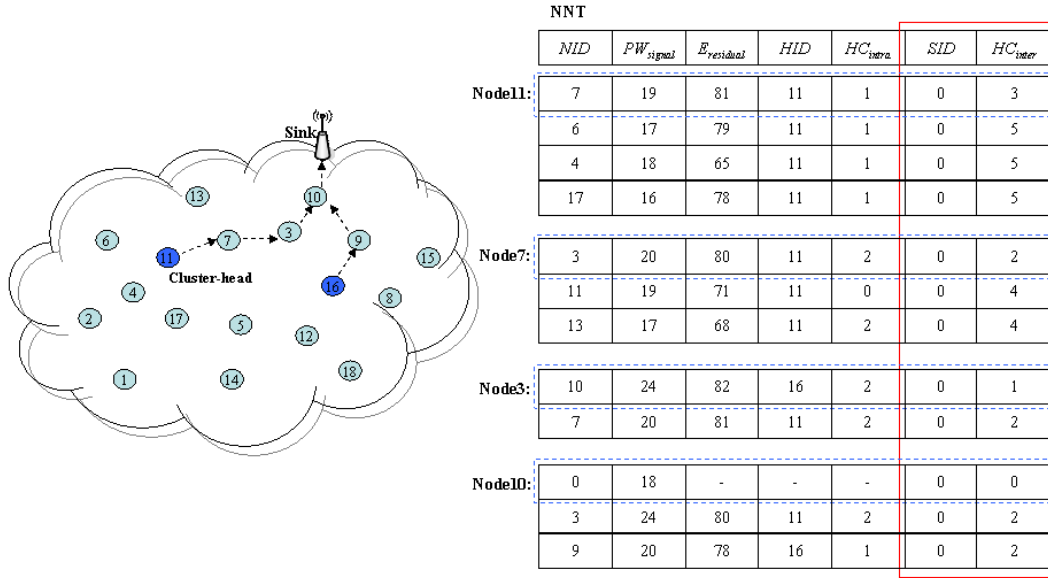 NNT
NID PW_signal E_residual HID HC_intra SID HC_inter
Node11: 7 19 81 11 1 0 3
6 17 79 11 1 0 5
4 18 65 11 1 0 5
17 16 78 11 1 0 5
Node7: 3 20 80 11 2 0 2
11 19 71 11 0 0 4
13 17 68 11 2 0 4
Node3: 10 24 82 16 2 0 1
7 20 81 11 2 0 2
Node10: 0 18 - - - 0 0
3 24 80 11 2 0 2
9 20 78 16 1 0 2
Sink
13
10
6
7
3
9
11
15
Cluster-head
4
16
8
2
17
5
12
1
14
18